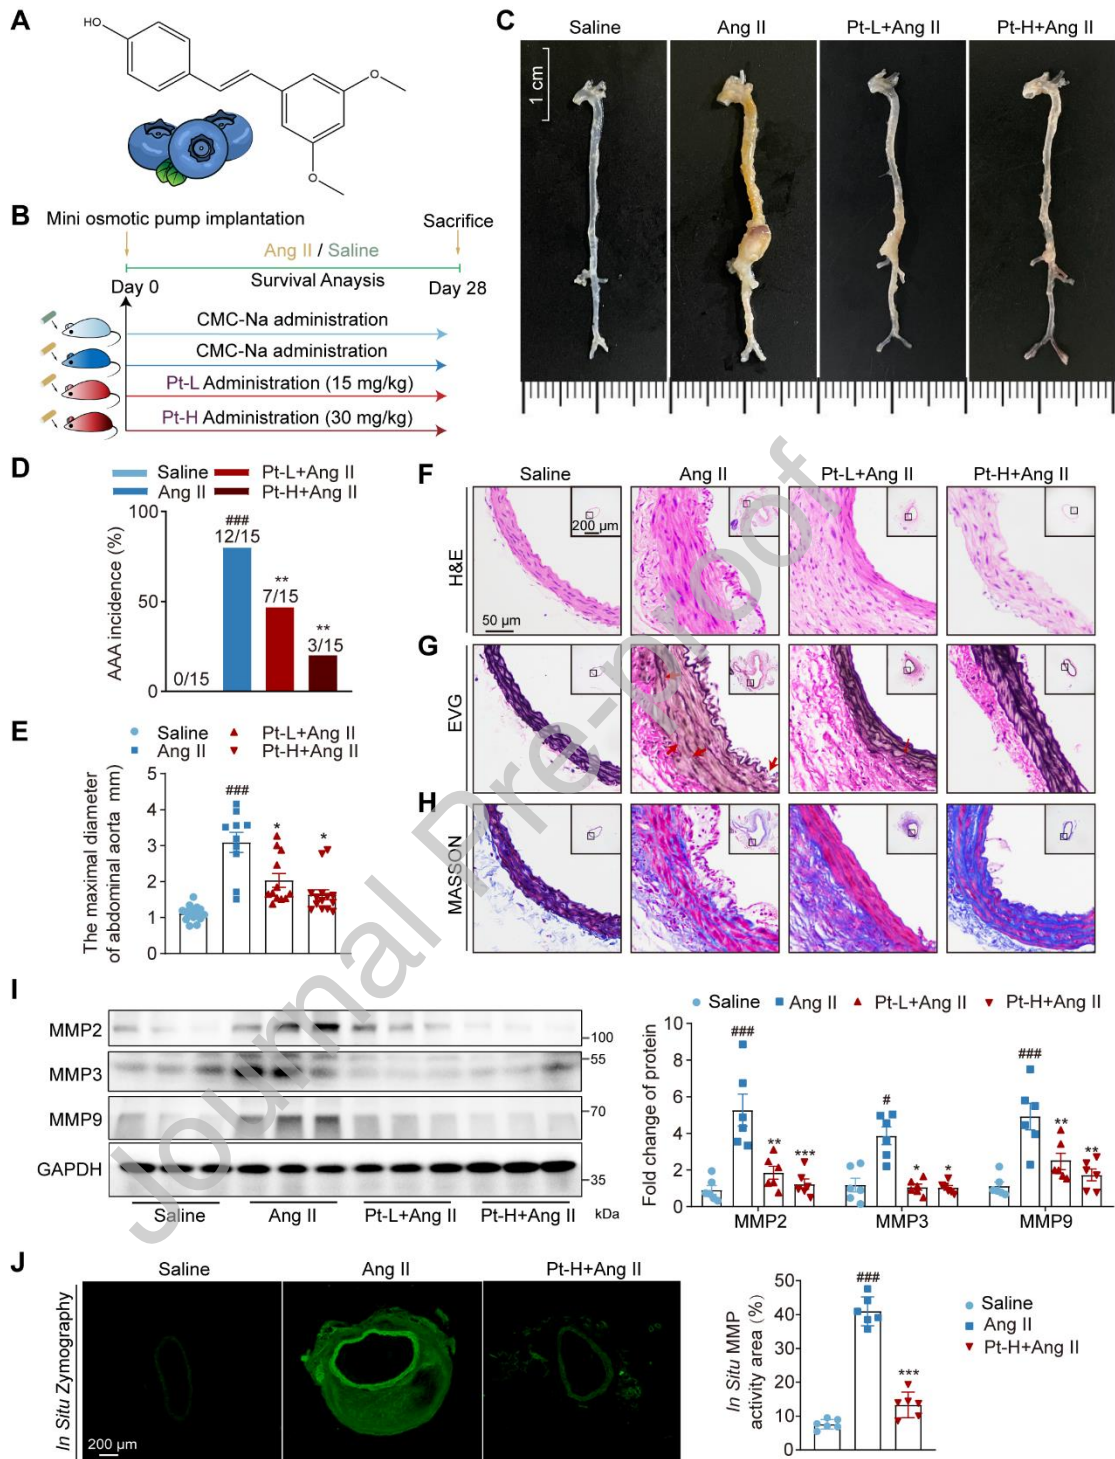 A
HO
O
O
B
Mini osmotic pump implantation
Sacrifice
Ang II / Saline
Day 0
Survival Anaysis
Day 28
CMC-Na administration
CMC-Na administration
Pt-L Administration (15 mg/kg)
Pt-H Administration (30 mg/kg)
C
Saline
Ang II
Pt-L+Ang II
Pt-H+Ang II
1 cm
D
Saline
Pt-L+Ang II
Ang II
Pt-H+Ang II
AAA incidence (%)
100
50
0
0/15
###
12/15
**
7/15
**
3/15
E
Saline
Pt-L+Ang II
Ang II
Pt-H+Ang II
The maximal diameter
of abdominal aorta mm)
5
4
3
2
1
0
###
*
*
F
Saline
Ang II
Pt-L+Ang II
Pt-H+Ang II
H&E
200 µm
50 µm
G
EVG
H
MASSON
I
MMP2
100
MMP3
55
MMP9
70
GAPDH
35
Saline
Ang II
Pt-L+Ang II
Pt-H+Ang II
kDa
Saline
Ang II
Pt-L+Ang II
Pt-H+Ang II
Fold change of protein
10
8
6
4
2
0
###
**
***
#
*
*
###
**
**
MMP2
MMP3
MMP9
J
Saline
Ang II
Pt-H+Ang II
In Situ Zymography
200 µm
In Situ MMP
activity area (%)
50
40
30
20
10
0
###
***
Saline
Ang II
Pt-H+Ang II
Journal Pre-proof